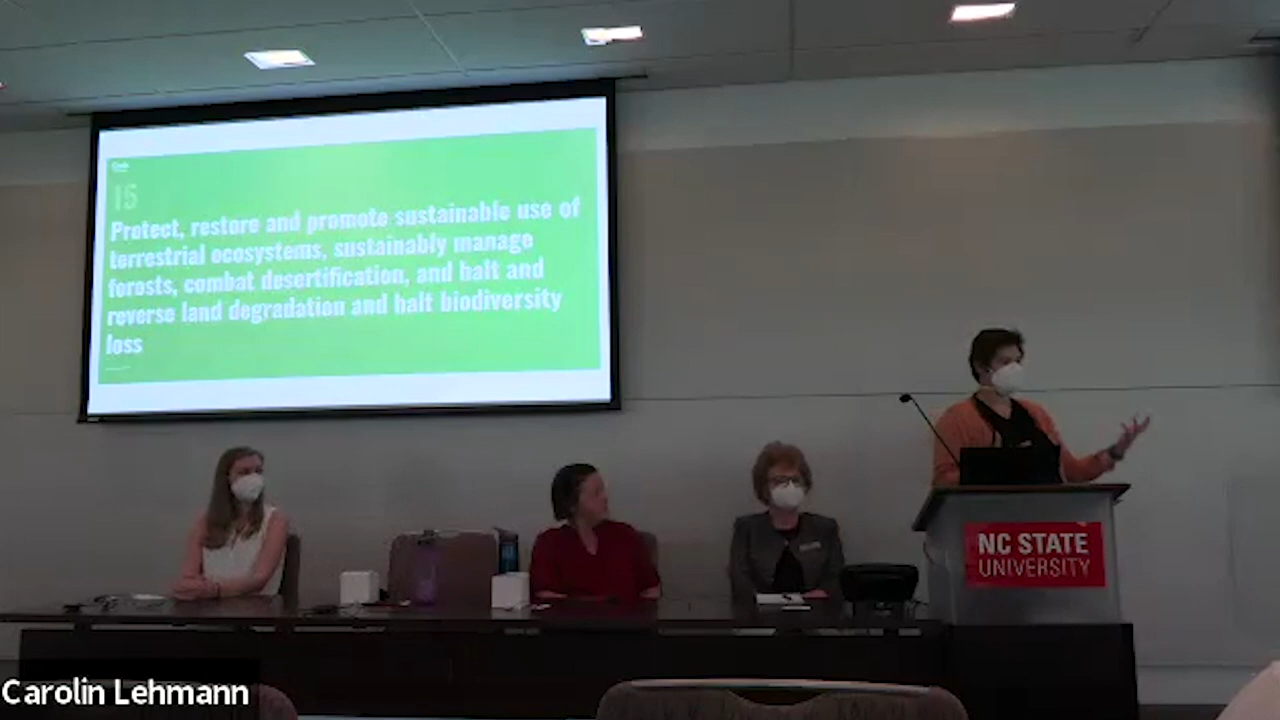 15
Protect, restore and promote sustainable use of
terrestrial ecosystems, sustainably manage
forests, combat desertification, and halt and
reverse land degradation and halt biodiversity
loss
NC STATE
UNIVERSITY
Carolin Lehmann